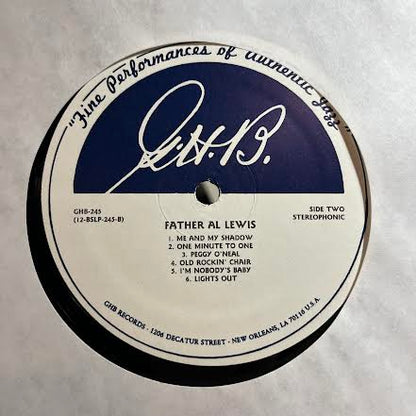 "Fine Performances of Authentic Jazz"
G.H.B.
GHB-245
(12-BSLP-245-B)
SIDE TWO
STEREOPHONIC
FATHER AL LEWIS
1. ME AND MY SHADOW
2. ONE MINUTE TO ONE
3. PEGGY O'NEAL
4. OLD ROCKIN' CHAIR
5. I'M NOBODY'S BABY
6. LIGHTS OUT
GHB RECORDS - 1206 DECATUR STREET - NEW ORLEANS, LA 70116 U.S.A.